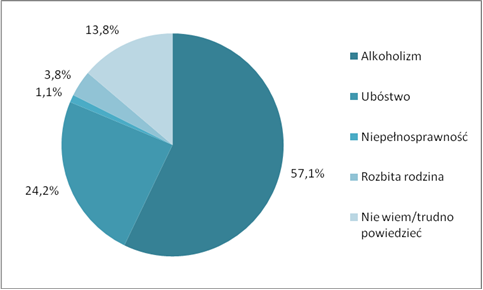 13,8%
3,8%
1,1%
24,2%
57,1%
Alkoholizm
Ubóstwo
Niepełnosprawność
Rozbita rodzina
Nie wiem/trudno
powiedzieć